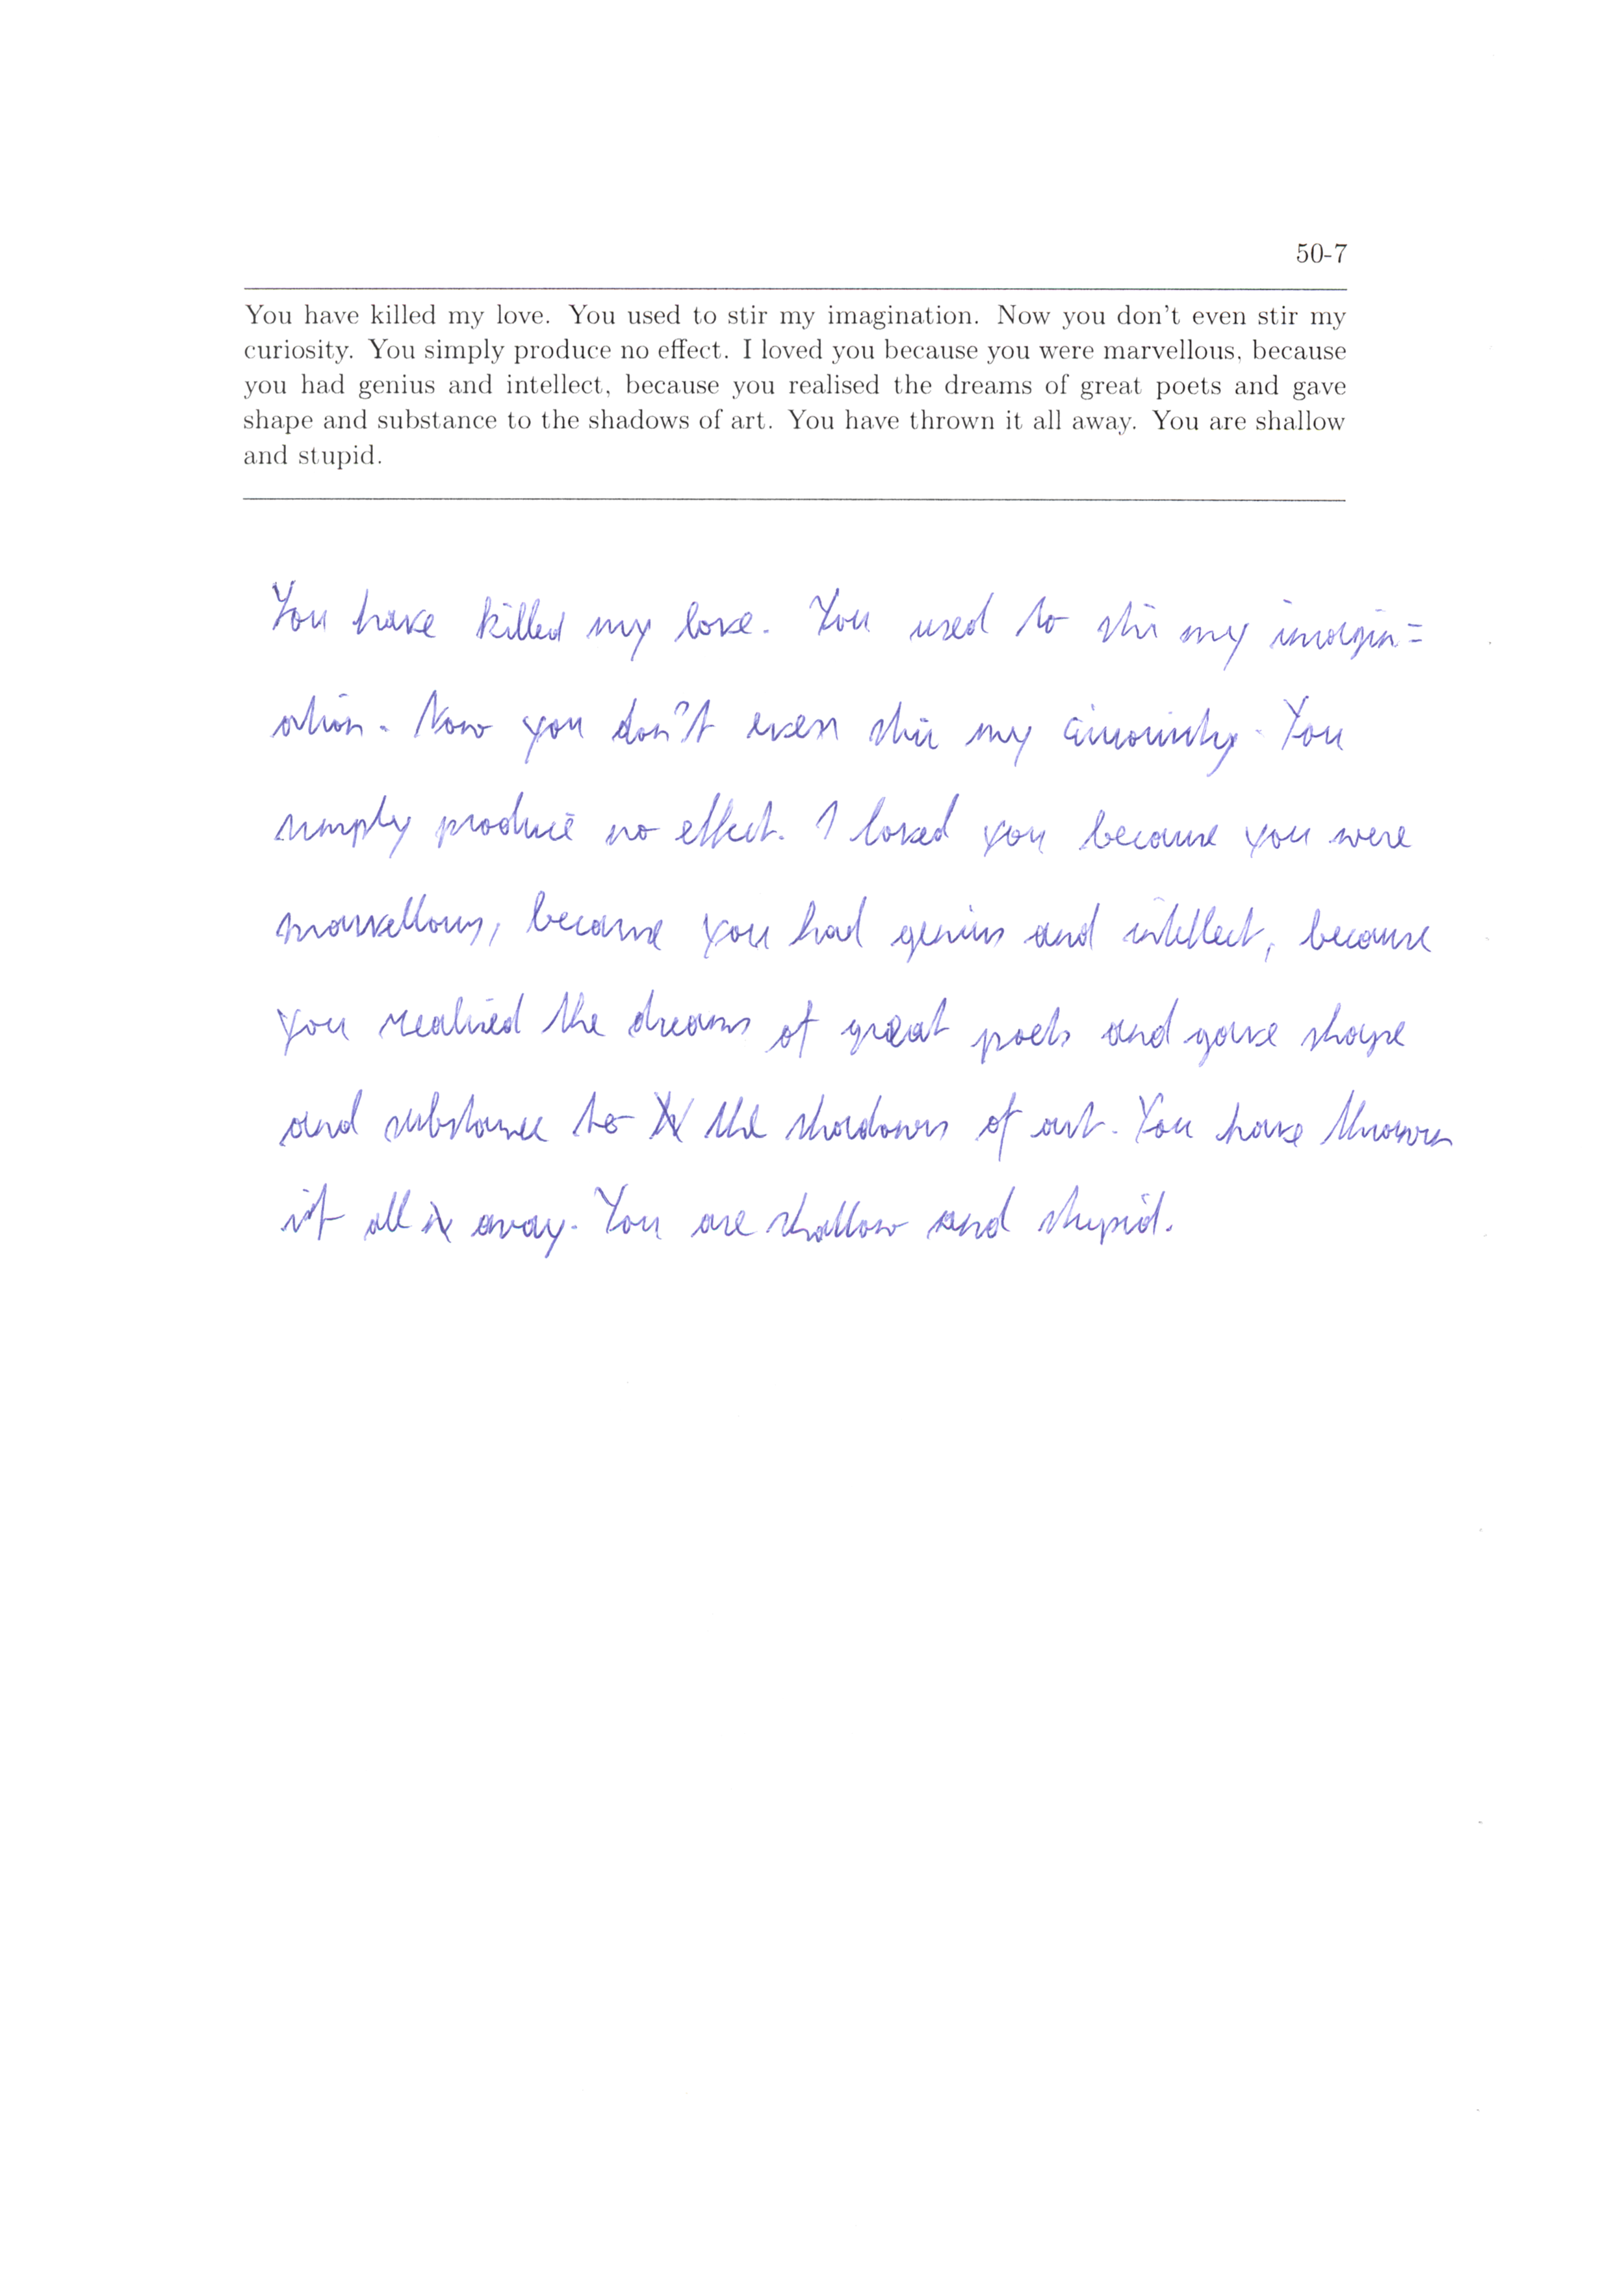 50-7
You have killed my love. You used to stir my imagination. Now you don't even stir my
curiosity. You simply produce no effect. I loved you because you were marvellous, because
you had genius and intellect, because you realised the dreams of great poets and gave
shape and substance to the shadows of art. You have thrown it all away. You are shallow
and stupid.
You have killed my love. You used to stir my imagin=
ation. Now you don't even stir my curiosity. You
simply produce no effect. I loved you because you were
marvellous, because you had genius and intellect, because
you realised the dreams of great poets and gave shape
and substance to the shadows of art. You have thrown
it all away. You are shallow and stupid.